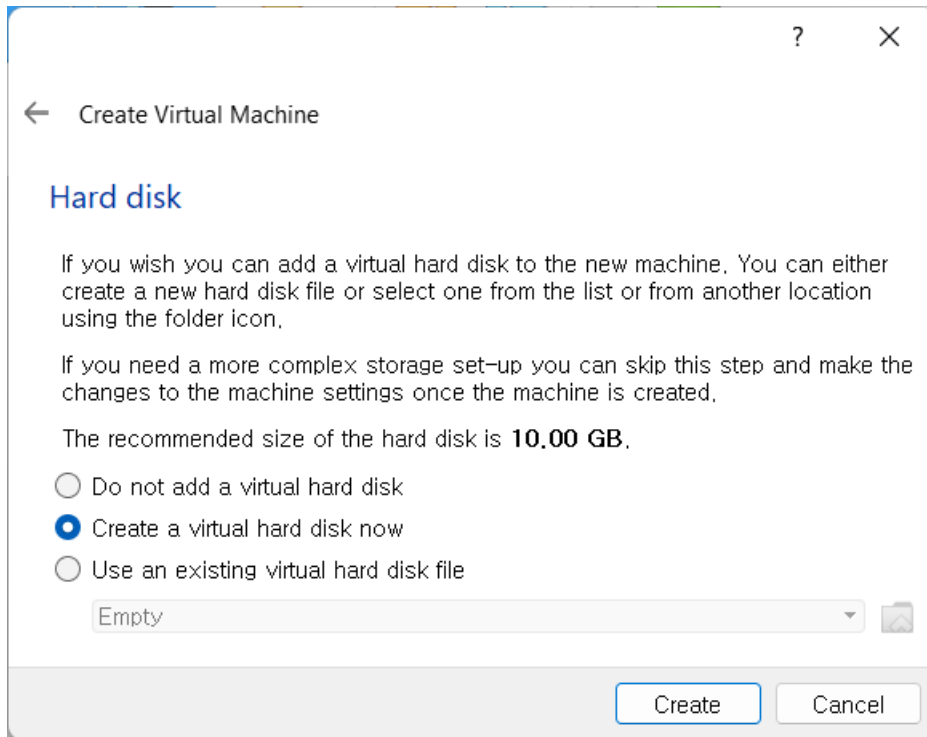 ?
Create Virtual Machine
Hard disk
If you wish you can add a virtual hard disk to the new machine. You can either
create a new hard disk file or select one from the list or from another location
using the folder icon.
If you need a more complex storage set-up you can skip this step and make the
changes to the machine settings once the machine is created.
The recommended size of the hard disk is 10.00 GB.
Do not add a virtual hard disk
Create a virtual hard disk now
Use an existing virtual hard disk file
Empty
Create Cancel